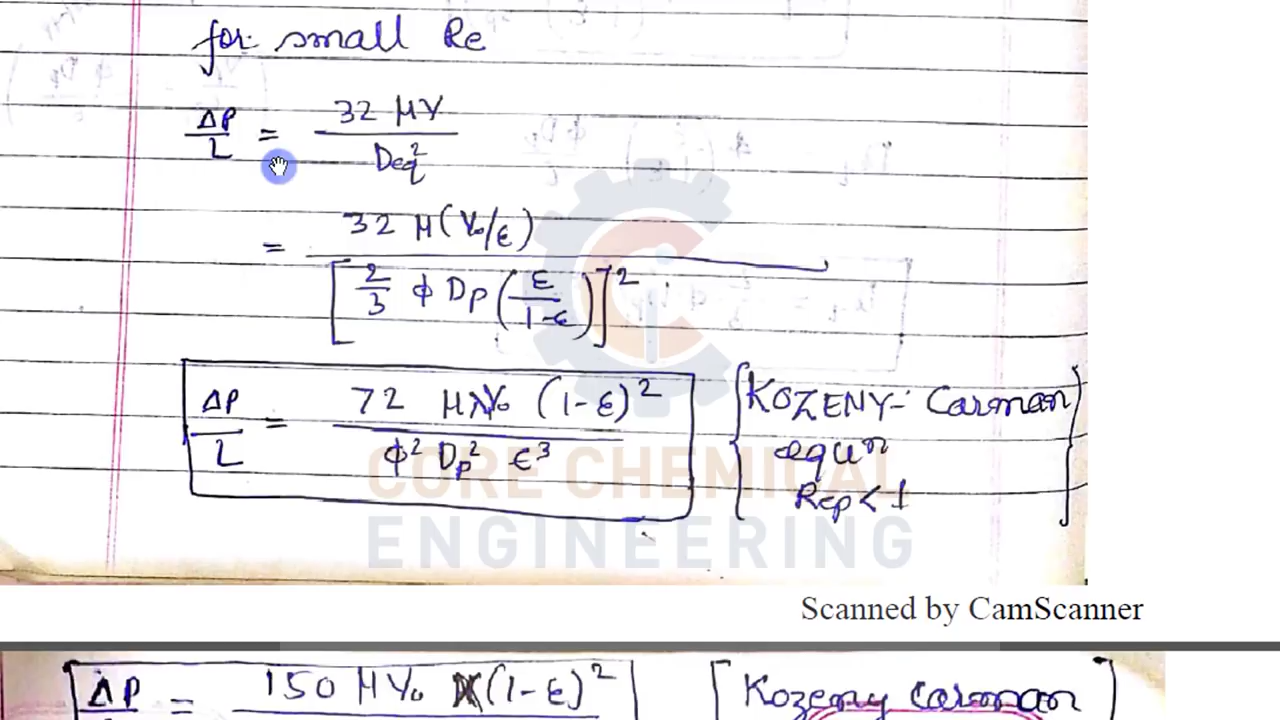 for small Re
ΔP/L = 32 μV / Deq²
= 32 μ(V₀/ε) / [2/3 ϕ Dp (ε/1-ε)]²
ΔP/L = 72 μλV₀ (1-ε)² / ϕ² Dp² ε³
{KOZENY-Carman
equn
Rep < 1}
CORE CHEMICAL
ENGINEERING
Scanned by CamScanner
ΔP = 150 μV₀ (1-ε)²
[Kozeny Carman]